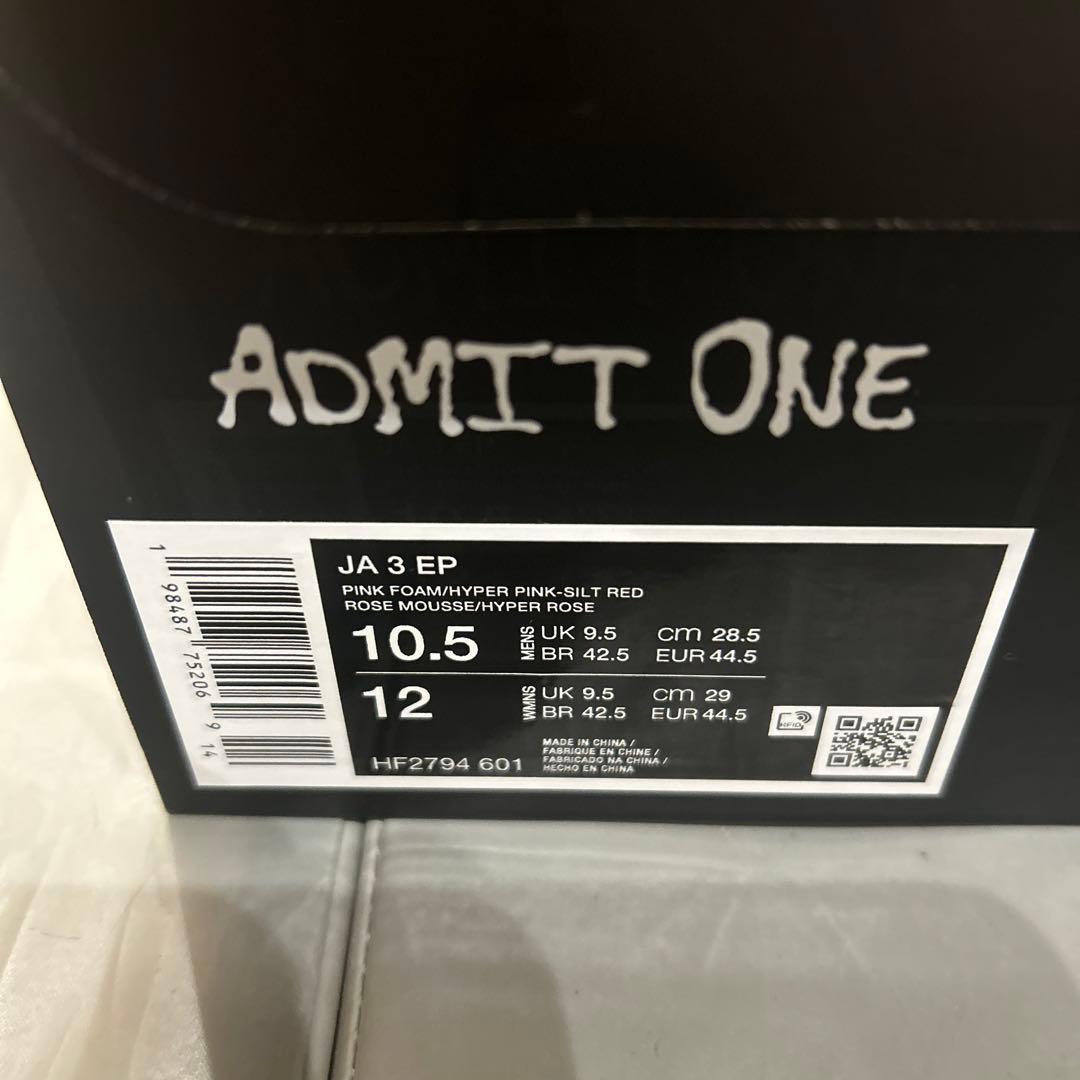 ADMIT ONE
JA 3 EP
PINK FOAM/HYPER PINK-SILT RED
ROSE MOUSSE/HYPER ROSE
10.5 MENS UK 9.5 cm 28.5
BR 42.5 EUR 44.5
12 WMNS UK 9.5 cm 29
BR 42.5 EUR 44.5
HF2794 601
MADE IN CHINA /
FABRIQUE EN CHINE /
FABRICADO NA CHINA /
HECHO EN CHINA
RFID
1 98487 75206 9 14